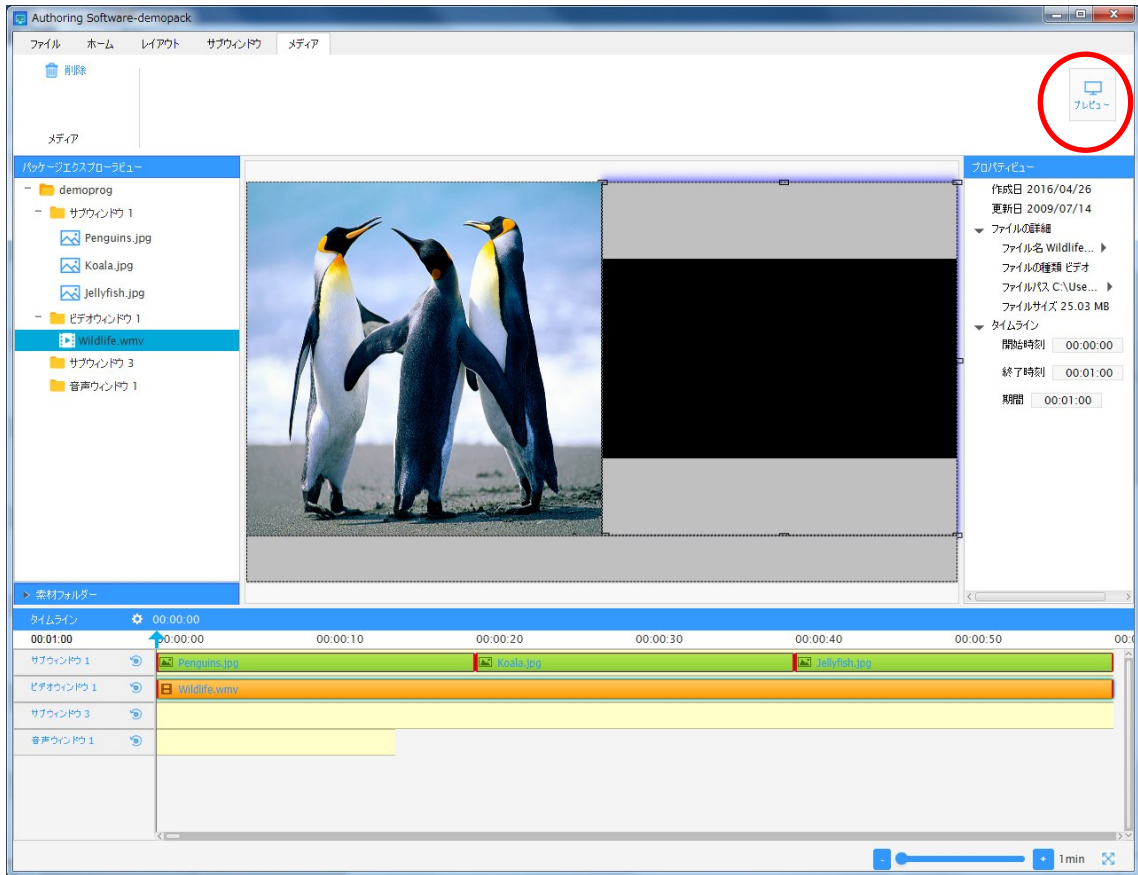 Authoring Software-demopack
ファイル ホーム レイアウト サブウィンドウ メディア
削除
プレビュー
メディア
パッケージエクスプローラビュー
demoprog
サブウィンドウ 1
Penguins.jpg
Koala.jpg
Jellyfish.jpg
ビデオウィンドウ 1
Wildlife.wmv
サブウィンドウ 3
音声ウィンドウ 1
素材フォルダー
プロパティビュー
作成日 2016/04/26
更新日 2009/07/14
ファイルの詳細
ファイル名 Wildlife...
ファイルの種類 ビデオ
ファイルパス C:\Use...
ファイルサイズ 25.03 MB
タイムライン
開始時刻 00:00:00
終了時刻 00:01:00
期間 00:01:00
タイムライン 00:00:00
00:01:00 00:00:00 00:00:10 00:00:20 00:00:30 00:00:40 00:00:50 00:0
サブウィンドウ 1 Penguins.jpg Koala.jpg Jellyfish.jpg
ビデオウィンドウ 1 Wildlife.wmv
サブウィンドウ 3
音声ウィンドウ 1
- + 1min